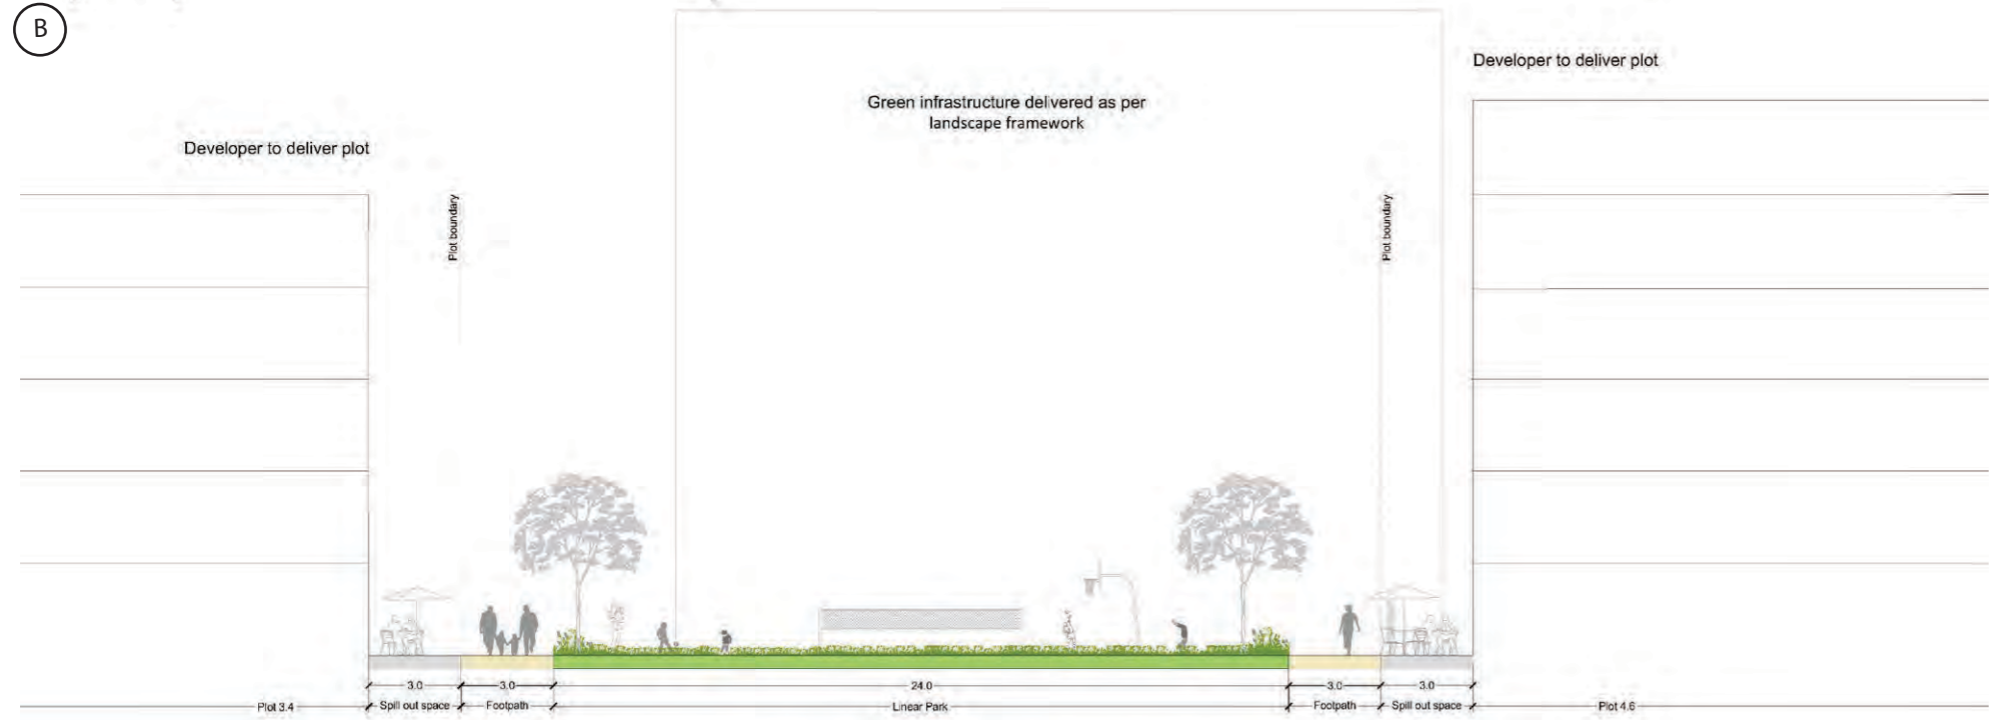 B
Developer to deliver plot
Green infrastructure delivered as per
landscape framework
Developer to deliver plot
Plot boundary
Plot boundary
3.0
3.0
24.0
3.0
3.0
Plot 3.4
Spill out space
Footpath
Linear Park
Footpath
Spill out space
Plot 4.6